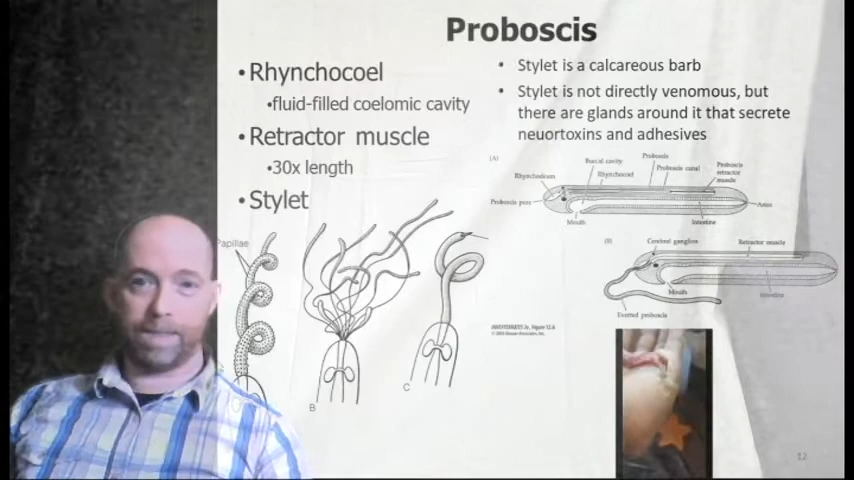 Proboscis
•Rhynchocoel
•fluid-filled coelomic cavity
•Retractor muscle
•30x length
•Stylet
• Stylet is a calcareous barb
• Stylet is not directly venomous, but
there are glands around it that secrete
neuortoxins and adhesives
(A)
Buccal cavity
Proboscis
Proboscis canal
Proboscis
retractor
muscle
Rhynchodeum
Rhynchocoel
Proboscis pore
Anus
Mouth
Intestine
(B)
Cerebral ganglion
Retractor muscle
Mouth
Intestine
Everted proboscis
Papillae
B
C
12